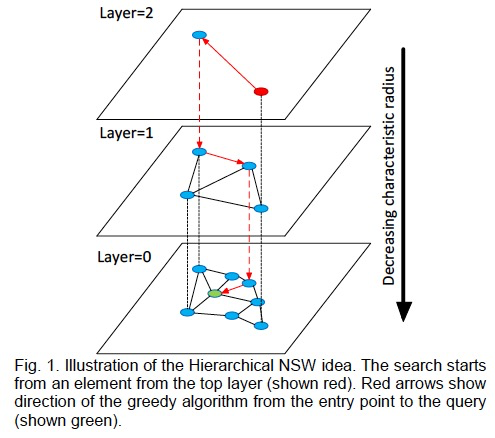 Layer=2
Layer=1
Layer=0
Decreasing characteristic radius
Fig. 1. Illustration of the Hierarchical NSW idea. The search starts
from an element from the top layer (shown red). Red arrows show
direction of the greedy algorithm from the entry point to the query
(shown green).